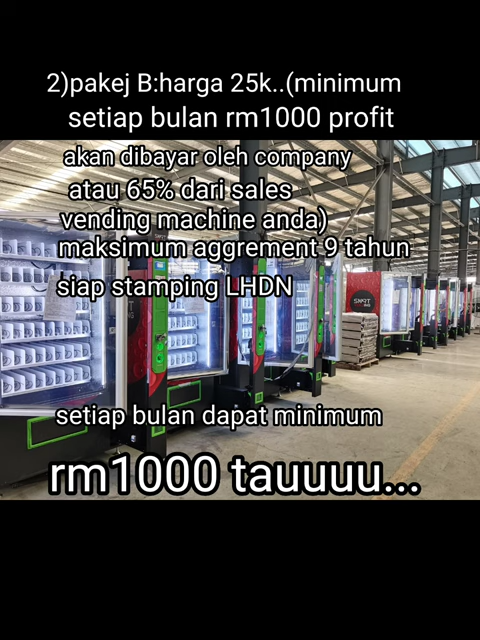 2)pakej B:harga 25k..(minimum
setiap bulan rm1000 profit
akan dibayar oleh company
atau 65% dari sales
vending machine anda)
maksimum aggrement 9 tahun
siap stamping LHDN
setiap bulan dapat minimum
rm1000 tauuuu...
SMART